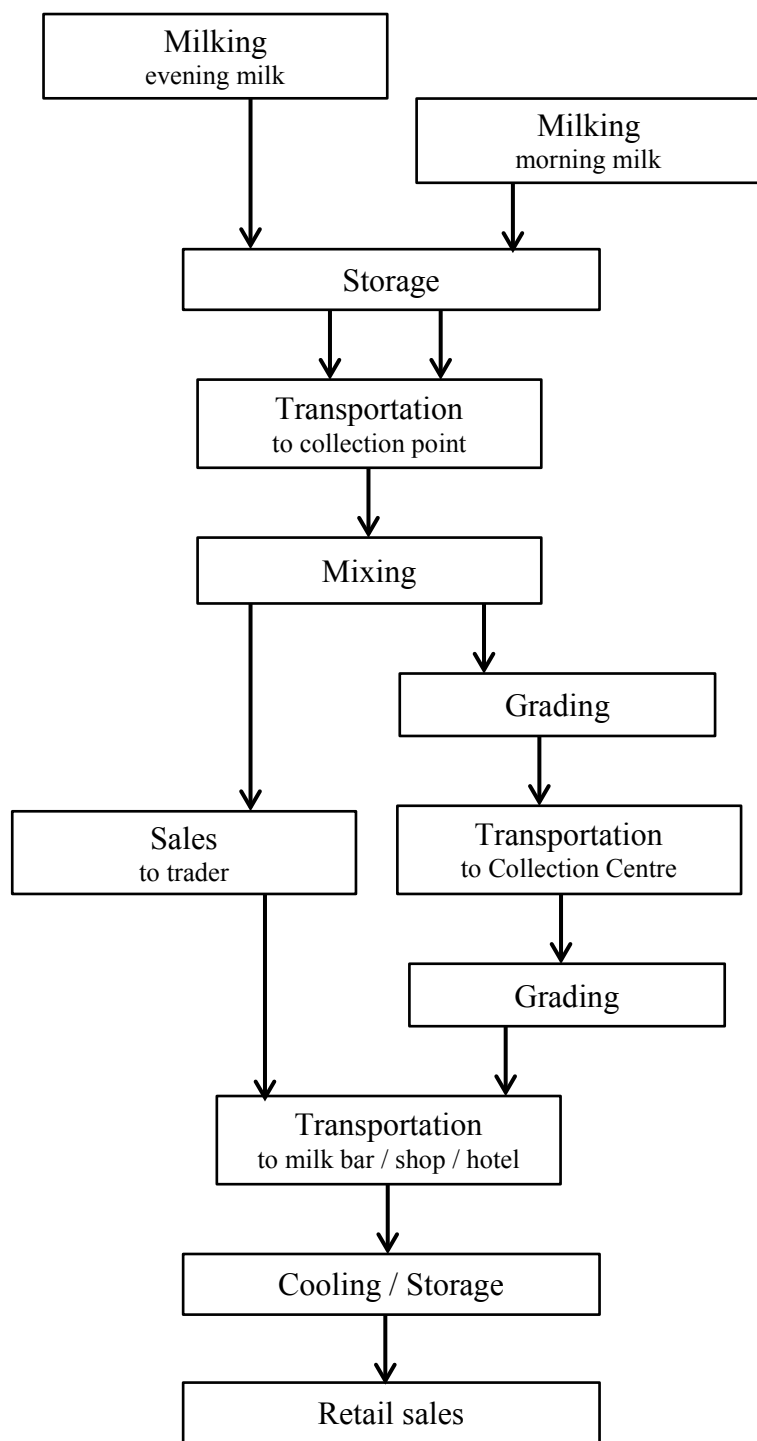 Milking
evening milk
Milking
morning milk
Storage
Transportation
to collection point
Mixing
Grading
Sales
to trader
Transportation
to Collection Centre
Grading
Transportation
to milk bar / shop / hotel
Cooling / Storage
Retail sales